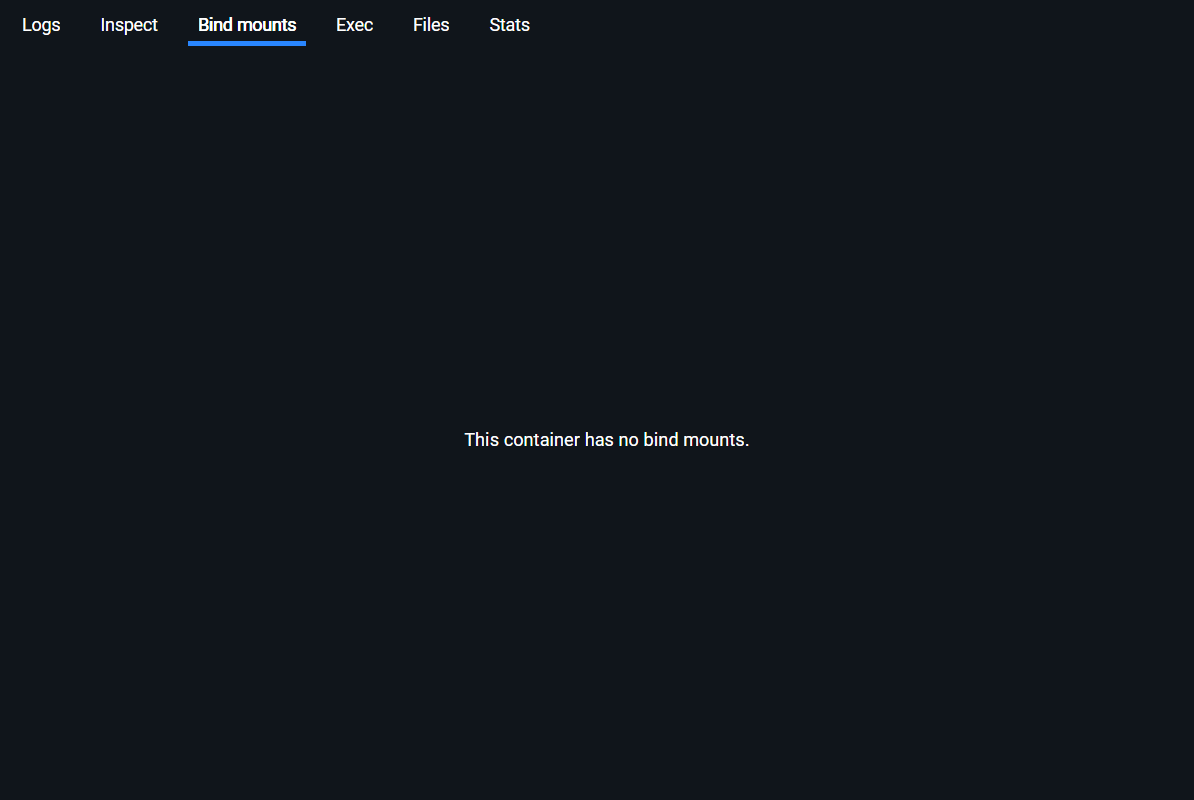 Logs Inspect Bind mounts Exec Files Stats
This container has no bind mounts.